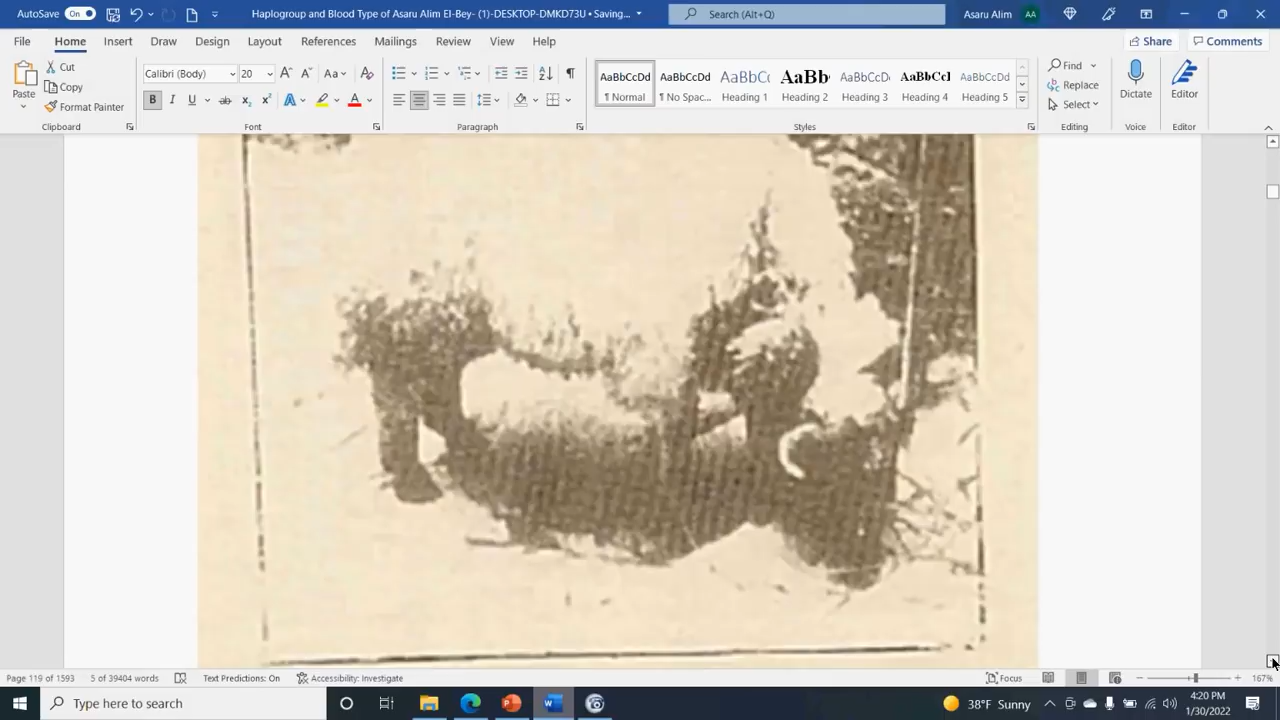 AutoSave On Haplogroup and Blood Type of Asaru Alim El-Bey- (1)-DESKTOP-DMKD73U • Saving... Search (Alt+Q) Asaru Alim AA
File Home Insert Draw Design Layout References Mailings Review View Help Share Comments
Paste Cut Copy Format Painter
Calibri (Body) 20
AaBbCcDd AaBbCcDd AaBbCc AaBb AaBbCcDd AaBbCcI AaBbCcDd
¶ Normal ¶ No Spac... Heading 1 Heading 2 Heading 3 Heading 4 Heading 5
Find Replace Select Dictate Editor
Clipboard Font Paragraph Styles Editing Voice Editor
Page 119 of 1593 5 of 39404 words Text Predictions: On Accessibility: Investigate Focus 167%
Type here to search 38°F Sunny 4:20 PM
1/30/2022